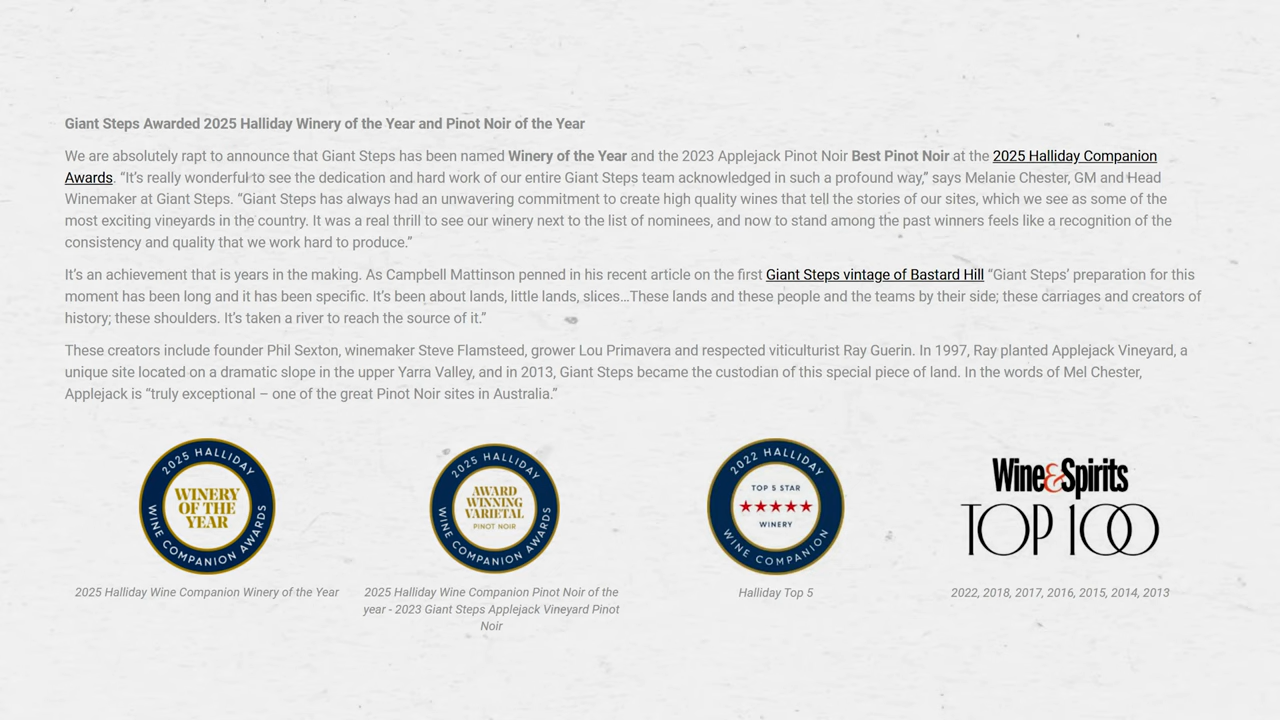 Giant Steps Awarded 2025 Halliday Winery of the Year and Pinot Noir of the Year
We are absolutely rapt to announce that Giant Steps has been named Winery of the Year and the 2023 Applejack Pinot Noir Best Pinot Noir at the 2025 Halliday Companion
Awards. “It’s really wonderful to see the dedication and hard work of our entire Giant Steps team acknowledged in such a profound way,” says Melanie Chester, GM and Head
Winemaker at Giant Steps. “Giant Steps has always had an unwavering commitment to create high quality wines that tell the stories of our sites, which we see as some of the
most exciting vineyards in the country. It was a real thrill to see our winery next to the list of nominees, and now to stand among the past winners feels like a recognition of the
consistency and quality that we work hard to produce.”
It’s an achievement that is years in the making. As Campbell Mattinson penned in his recent article on the first Giant Steps vintage of Bastard Hill “Giant Steps’ preparation for this
moment has been long and it has been specific. It’s been about lands, little lands, slices…These lands and these people and the teams by their side; these carriages and creators of
history; these shoulders. It’s taken a river to reach the source of it.”
These creators include founder Phil Sexton, winemaker Steve Flamsteed, grower Lou Primavera and respected viticulturist Ray Guerin. In 1997, Ray planted Applejack Vineyard, a
unique site located on a dramatic slope in the upper Yarra Valley, and in 2013, Giant Steps became the custodian of this special piece of land. In the words of Mel Chester,
Applejack is “truly exceptional – one of the great Pinot Noir sites in Australia.”
2025 HALLIDAY
WINERY
OF THE
YEAR
WINE COMPANION AWARDS
2025 Halliday Wine Companion Winery of the Year
2025 HALLIDAY
AWARD
WINNING
VARIETAL
PINOT NOIR
WINE COMPANION AWARDS
2025 Halliday Wine Companion Pinot Noir of the
year - 2023 Giant Steps Applejack Vineyard Pinot
Noir
2022 HALLIDAY
TOP 5 STAR
WINERY
WINE COMPANION
Halliday Top 5
Wine&Spirits
TOP 100
2022, 2018, 2017, 2016, 2015, 2014, 2013